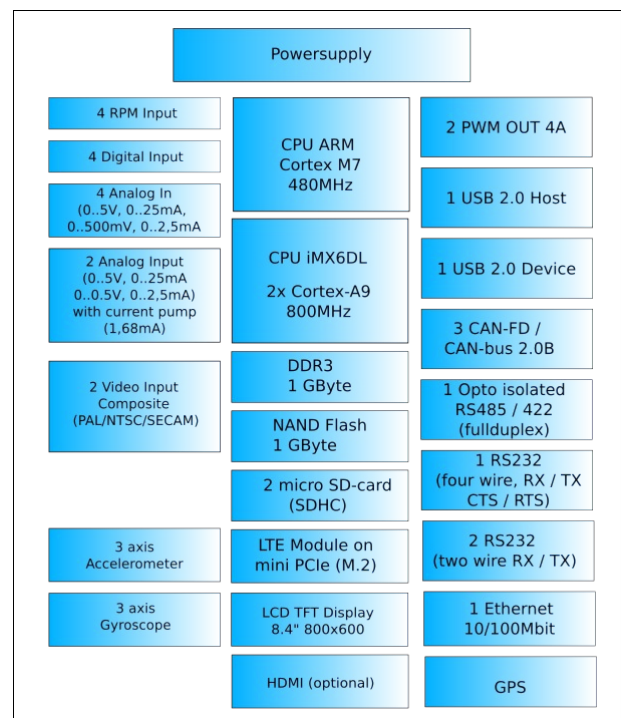 Powersupply
4 RPM Input
4 Digital Input
4 Analog In
(0..5V, 0..25mA,
0..500mV, 0..2,5mA
2 Analog Input
(0..5V, 0..25mA
0..0.5V, 0..2,5mA)
with current pump
(1,68mA)
2 Video Input
Composite
(PAL/NTSC/SECAM)
3 axis
Accelerometer
3 axis
Gyroscope
CPU ARM
Cortex M7
480MHz
CPU iMX6DL
2x Cortex-A9
800MHz
DDR3
1 GByte
NAND Flash
1 GByte
2 micro SD-card
(SDHC)
LTE Module on
mini PCIe (M.2)
LCD TFT Display
8.4" 800x600
HDMI (optional)
2 PWM OUT 4A
1 USB 2.0 Host
1 USB 2.0 Device
3 CAN-FD /
CAN-bus 2.0B
1 Opto isolated
RS485 / 422
(fullduplex)
1 RS232
(four wire, RX / TX
CTS / RTS)
2 RS232
(two wire RX / TX)
1 Ethernet
10/100Mbit
GPS